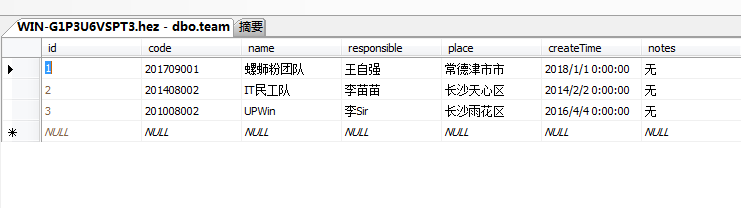 WIN-G1P3U6VSPT3.hez - dbo.team 摘要
id code name responsible place createTime notes
1 201709001 螺蛳粉团队 王自强 常德津市市 2018/1/1 0:00:00 无
2 201408002 IT民工队 李苗苗 长沙天心区 2014/2/2 0:00:00 无
3 201008002 UPWin 李Sir 长沙雨花区 2016/4/4 0:00:00 无
NULL NULL NULL NULL NULL NULL NULL